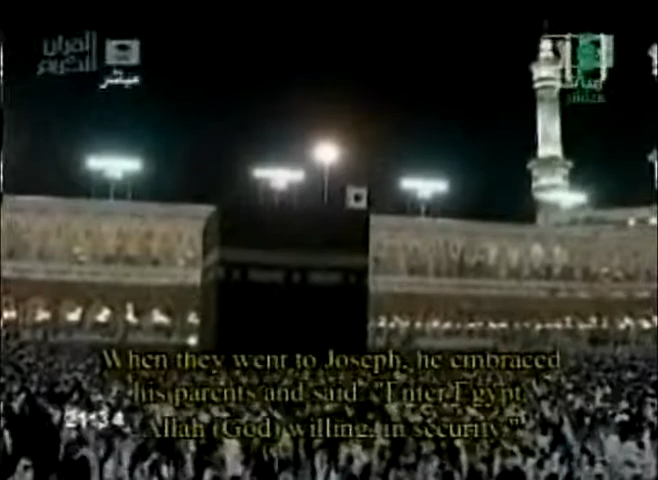 القرآن
الكريم
مباشر
مباشر
When they went to Joseph, he embraced
his parents and said "Enter Egypt,
Allah (God) willing, in security."
21:34